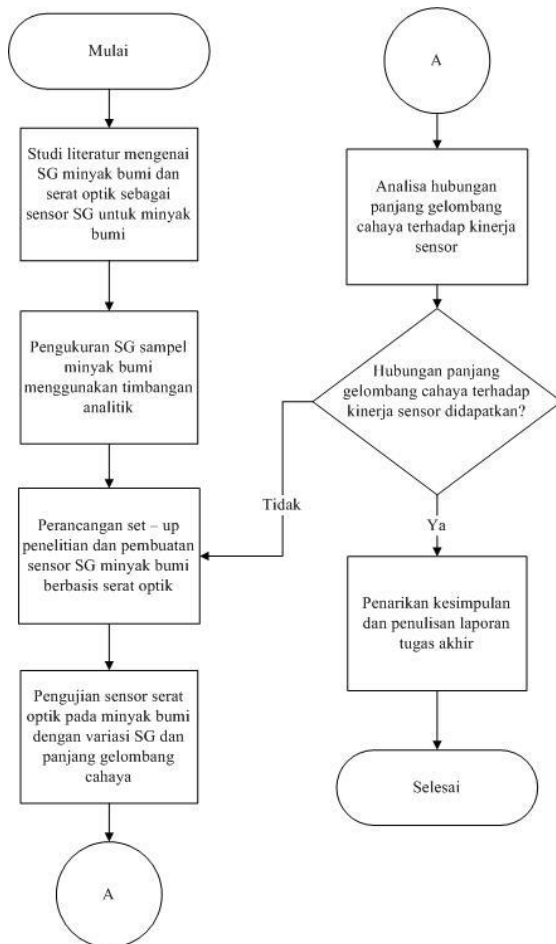 Mulai
Studi literatur mengenai
SG minyak bumi dan
serat optik sebagai
sensor SG untuk minyak
bumi
Pengukuran SG sampel
minyak bumi
menggunakan timbangan
analitik
Perancangan set – up
penelitian dan pembuatan
sensor SG minyak bumi
berbasis serat optik
Pengujian sensor serat
optik pada minyak bumi
dengan variasi SG dan
panjang gelombang
cahaya
A
A
Analisa hubungan
panjang gelombang
cahaya terhadap kinerja
sensor
Hubungan panjang
gelombang cahaya terhadap
kinerja sensor didapatkan?
Tidak
Ya
Penarikan kesimpulan
dan penulisan laporan
tugas akhir
Selesai